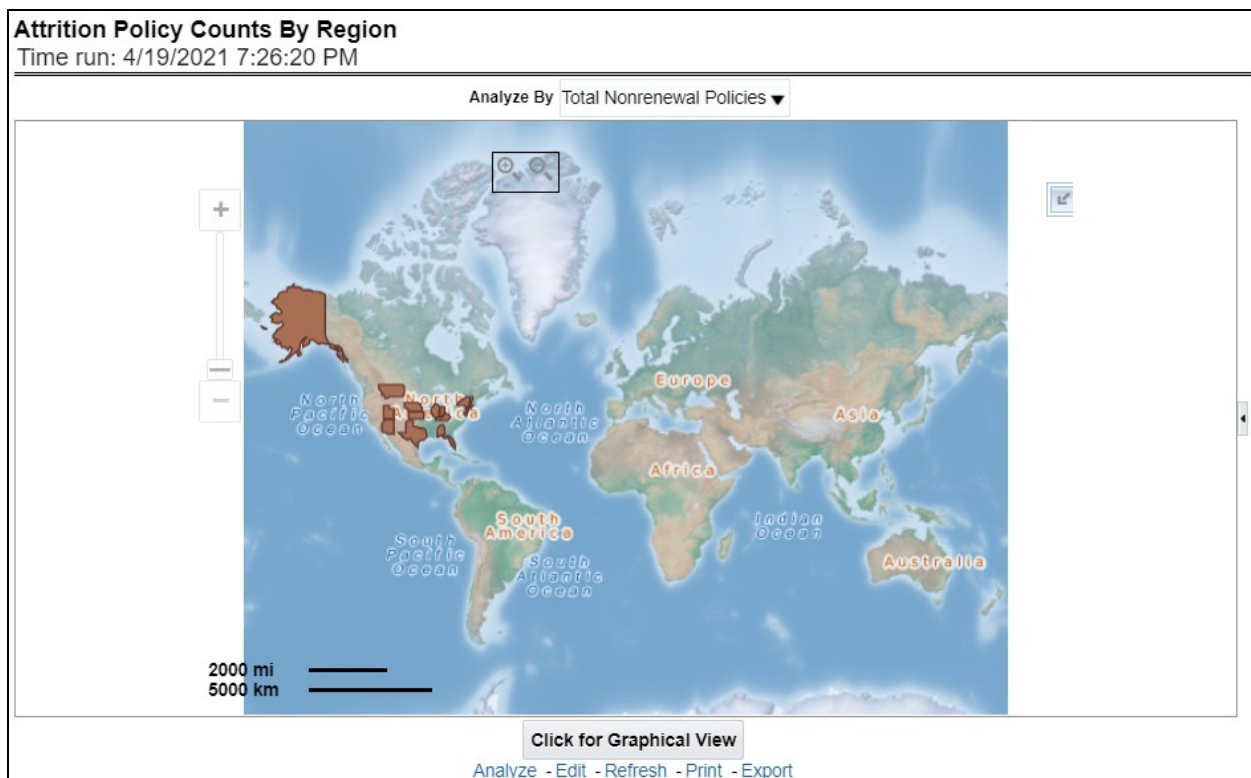 Attrition Policy Counts By Region
Time run: 4/19/2021 7:26:20 PM
Analyze By Total Nonrenewal Policies
North
Pacific
Ocean
North
America
North
Atlantic
Ocean
Europe
Asia
Africa
South
America
Indian
Ocean
South
Pacific
Ocean
South
Atlantic
Ocean
Australia
2000 mi
5000 km
Click for Graphical View
Analyze - Edit - Refresh - Print - Export